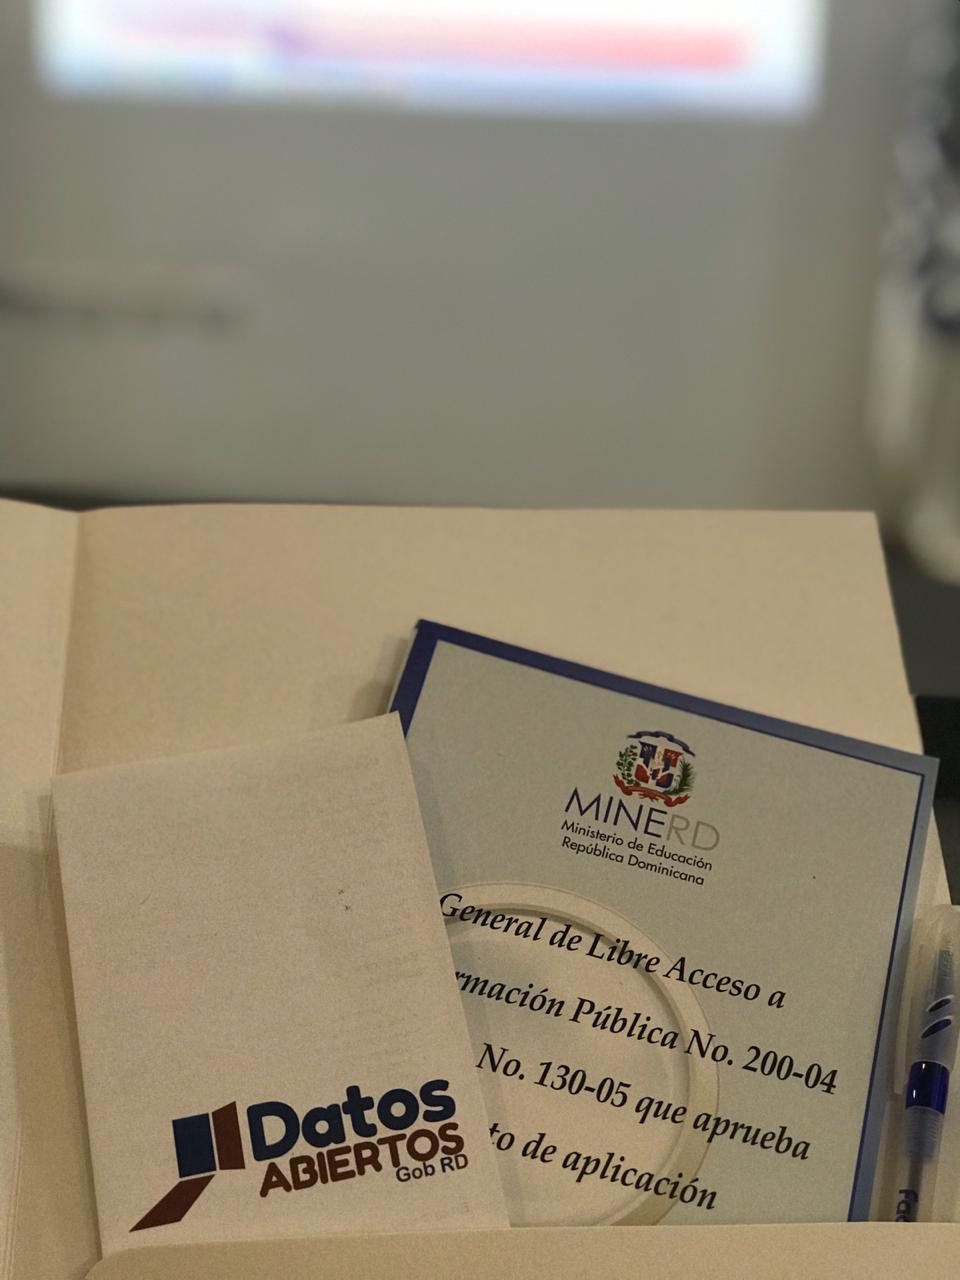 MINERD
Ministerio de Educación
República Dominicana
General de Libre Acceso a
rmación Pública No. 200-04
No. 130-05 que aprueba
to de aplicación
Datos
ABIERTOS
Gob RD